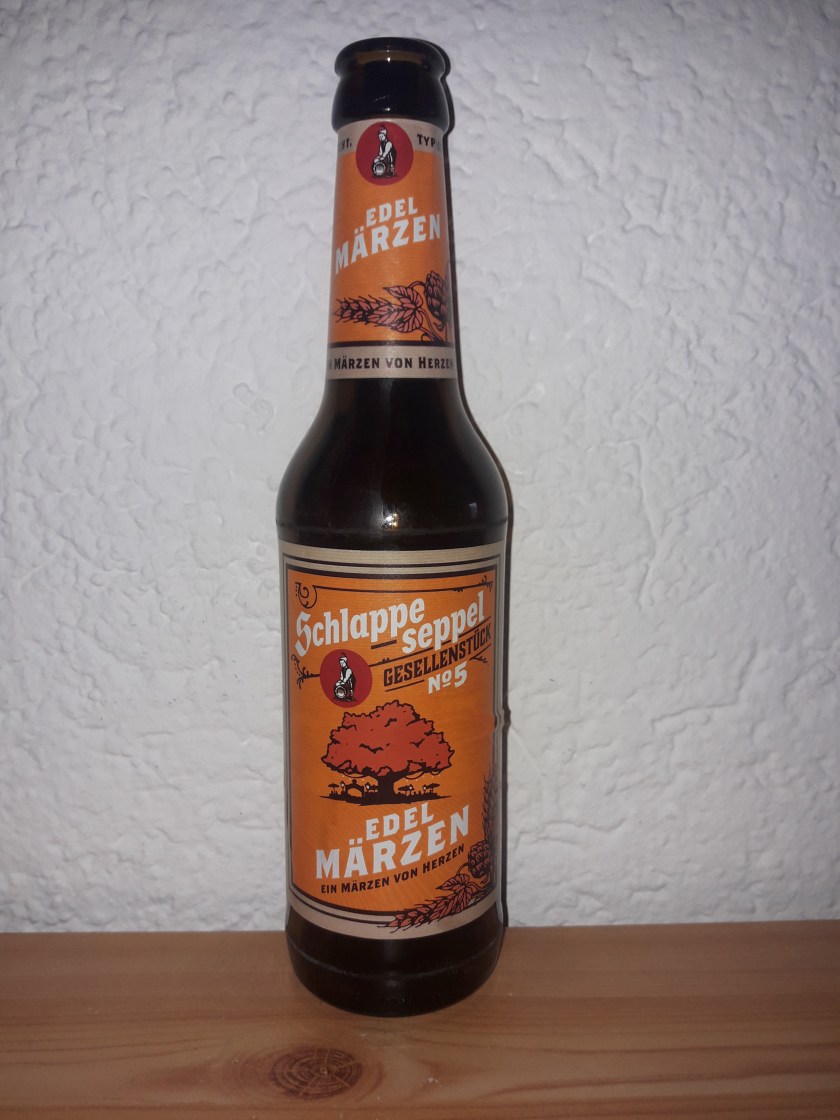 TYP
EDEL
MÄRZEN
MÄRZEN VON HERZEN
Schlappe
seppel
GESELLENSTÜCK
Nº5
EDEL
MÄRZEN
EIN MÄRZEN VON HERZEN